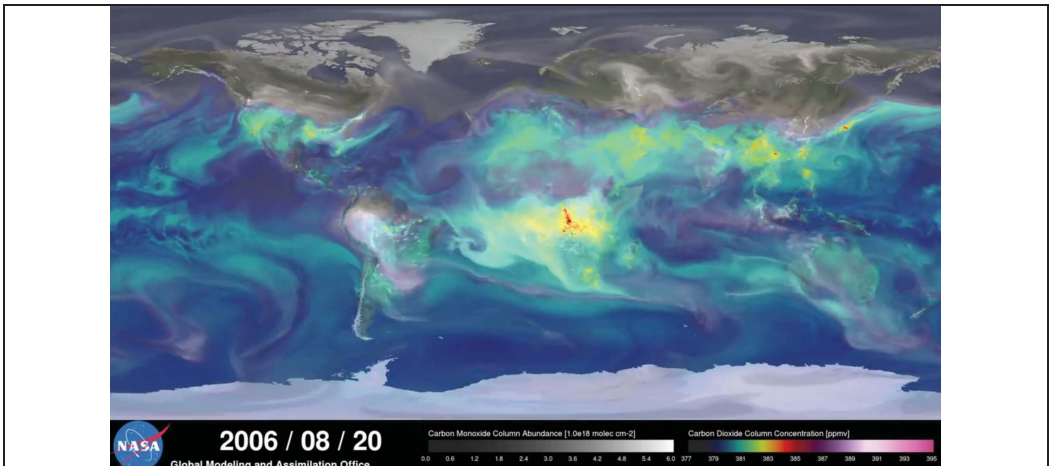 NASA
2006 / 08 / 20
Global Modeling and Assimilation Office
Carbon Monoxide Column Abundance [1.0e18 molec cm-2]
0.0 0.6 1.2 1.8 2.4 3.0 3.6 4.2 4.8 5.4 6.0
Carbon Dioxide Column Concentration [ppmv]
377 379 381 383 385 387 389 391 393 395